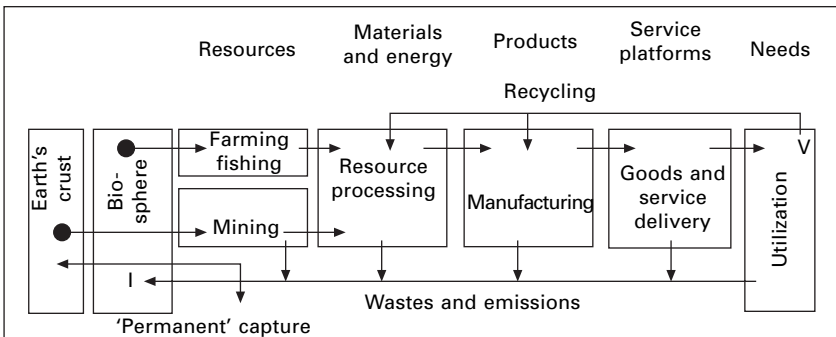 Resources
Materials
and energy
Products
Service
platforms
Needs
Recycling
Earth's
crust
Bio-
sphere
Farming
fishing
Mining
Resource
processing
Manufacturing
Goods and
service
delivery
V
Utilization
I
Wastes and emissions
'Permanent' capture